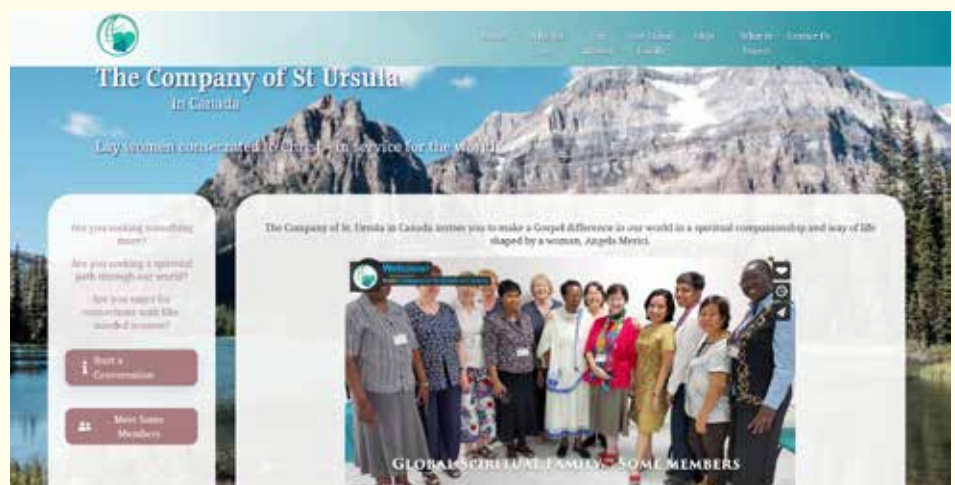 The Company of St Ursula
in Canada
Lay women consecrated to Christ - in service for the world
Are you seeking something
more?
Are you seeking a spiritual
path through our world?
Are you eager for
connections with like
minded women?
Start a
Conversation
Meet Some
Members
The Company of St. Ursula in Canada invites you to make a Gospel difference in our world in a spiritual companionship and way of life
shaped by a woman, Angela Merici.
Welcome!
GLOBAL SPIRITUAL FAMILY - SOME MEMBERS
Contact Us